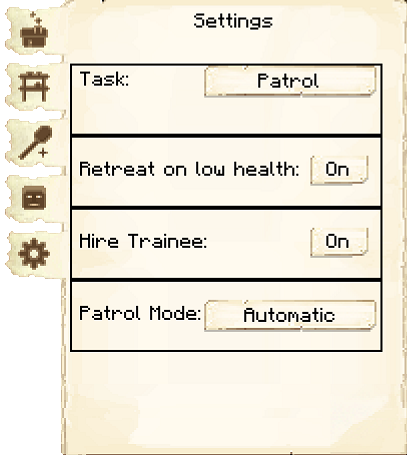 Settings
Task: Patrol
Retreat on low health: On
Hire Trainee: On
Patrol Mode: Automatic